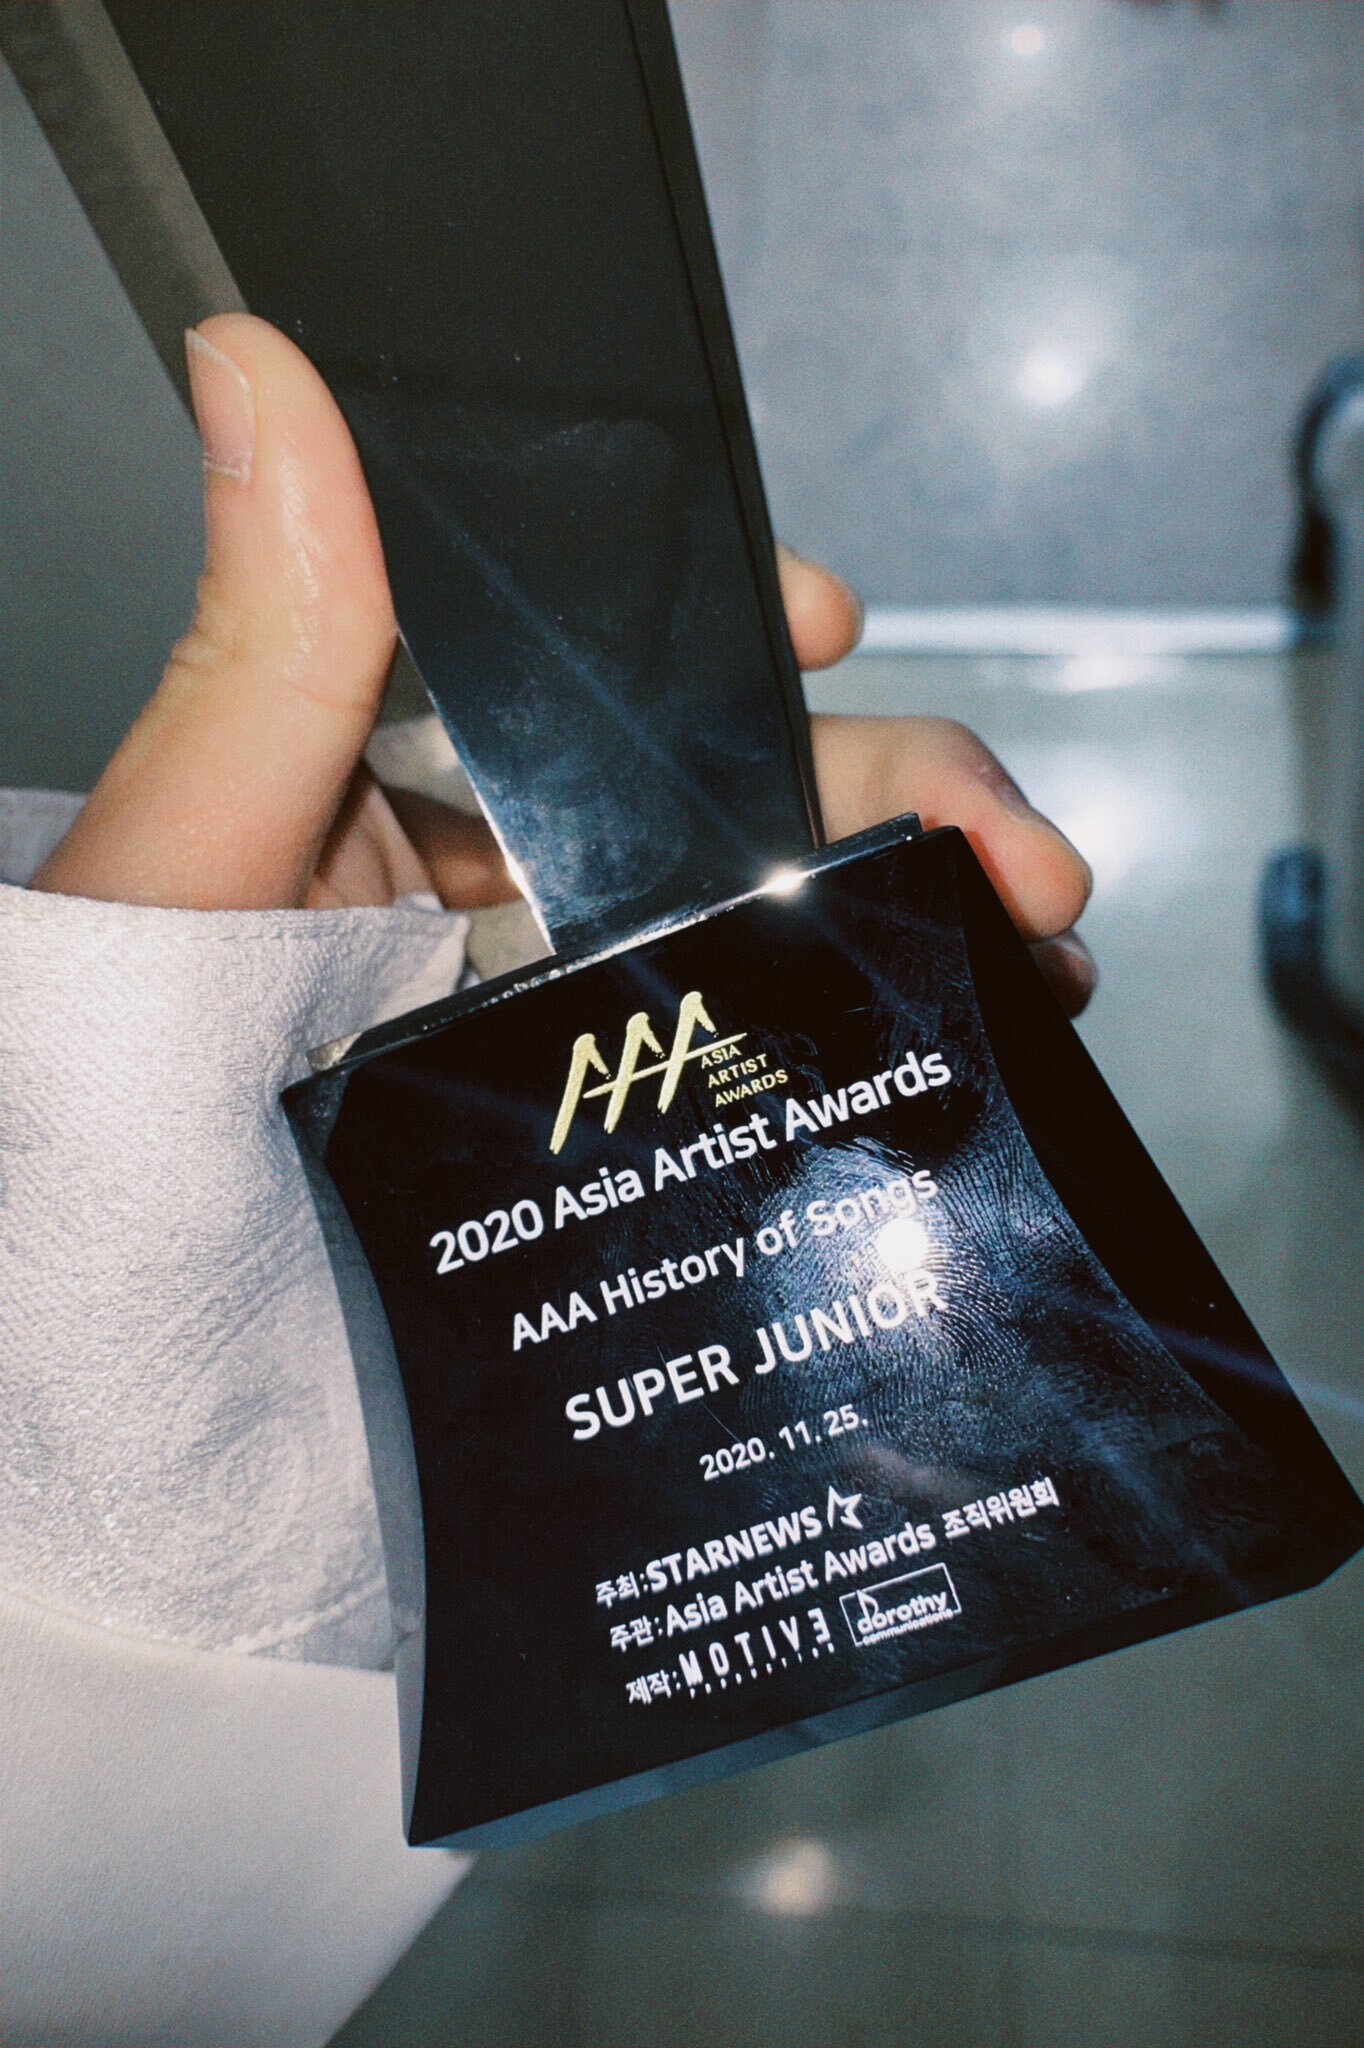 AAA ASIA
ARTIST
AWARDS
2020 Asia Artist Awards
AAA History of Songs
SUPER JUNIOR
2020. 11. 25.
주최:STARNEWS
주관:Asia Artist Awards 조직위원회
제작:MOTIVE PRODUCTION dorothy communications